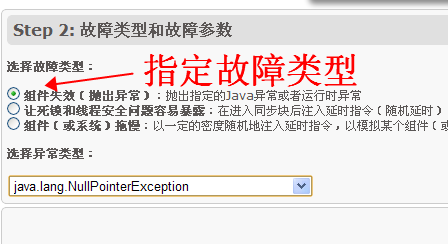 Step 2: 故障类型和故障参数
选择故障类型：
指定故障类型
组件失效（抛出异常）：抛出指定的Java异常或者运行时异常
让死锁和线程安全问题容易暴露：在进入同步块后注入延时指令（随机延时）
组件（或系统）拖慢：以一定的密度随机地注入延时指令，以模拟某个组件（或
选择异常类型：
java.lang.NullPointerException